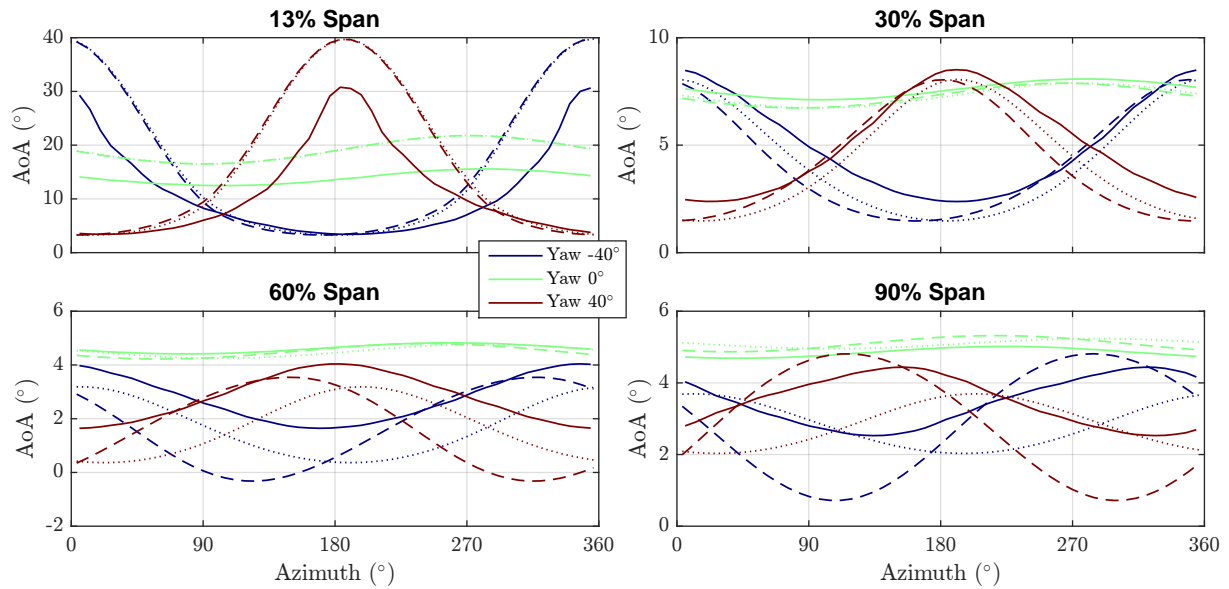 13% Span
30% Span
40
30
20
10
0
AoA (°)
10
5
0
AoA (°)
Yaw -40°
Yaw 0°
Yaw 40°
60% Span
90% Span
6
4
2
0
-2
AoA (°)
0
90
180
270
360
Azimuth (°)
6
4
2
0
AoA (°)
0
90
180
270
360
Azimuth (°)